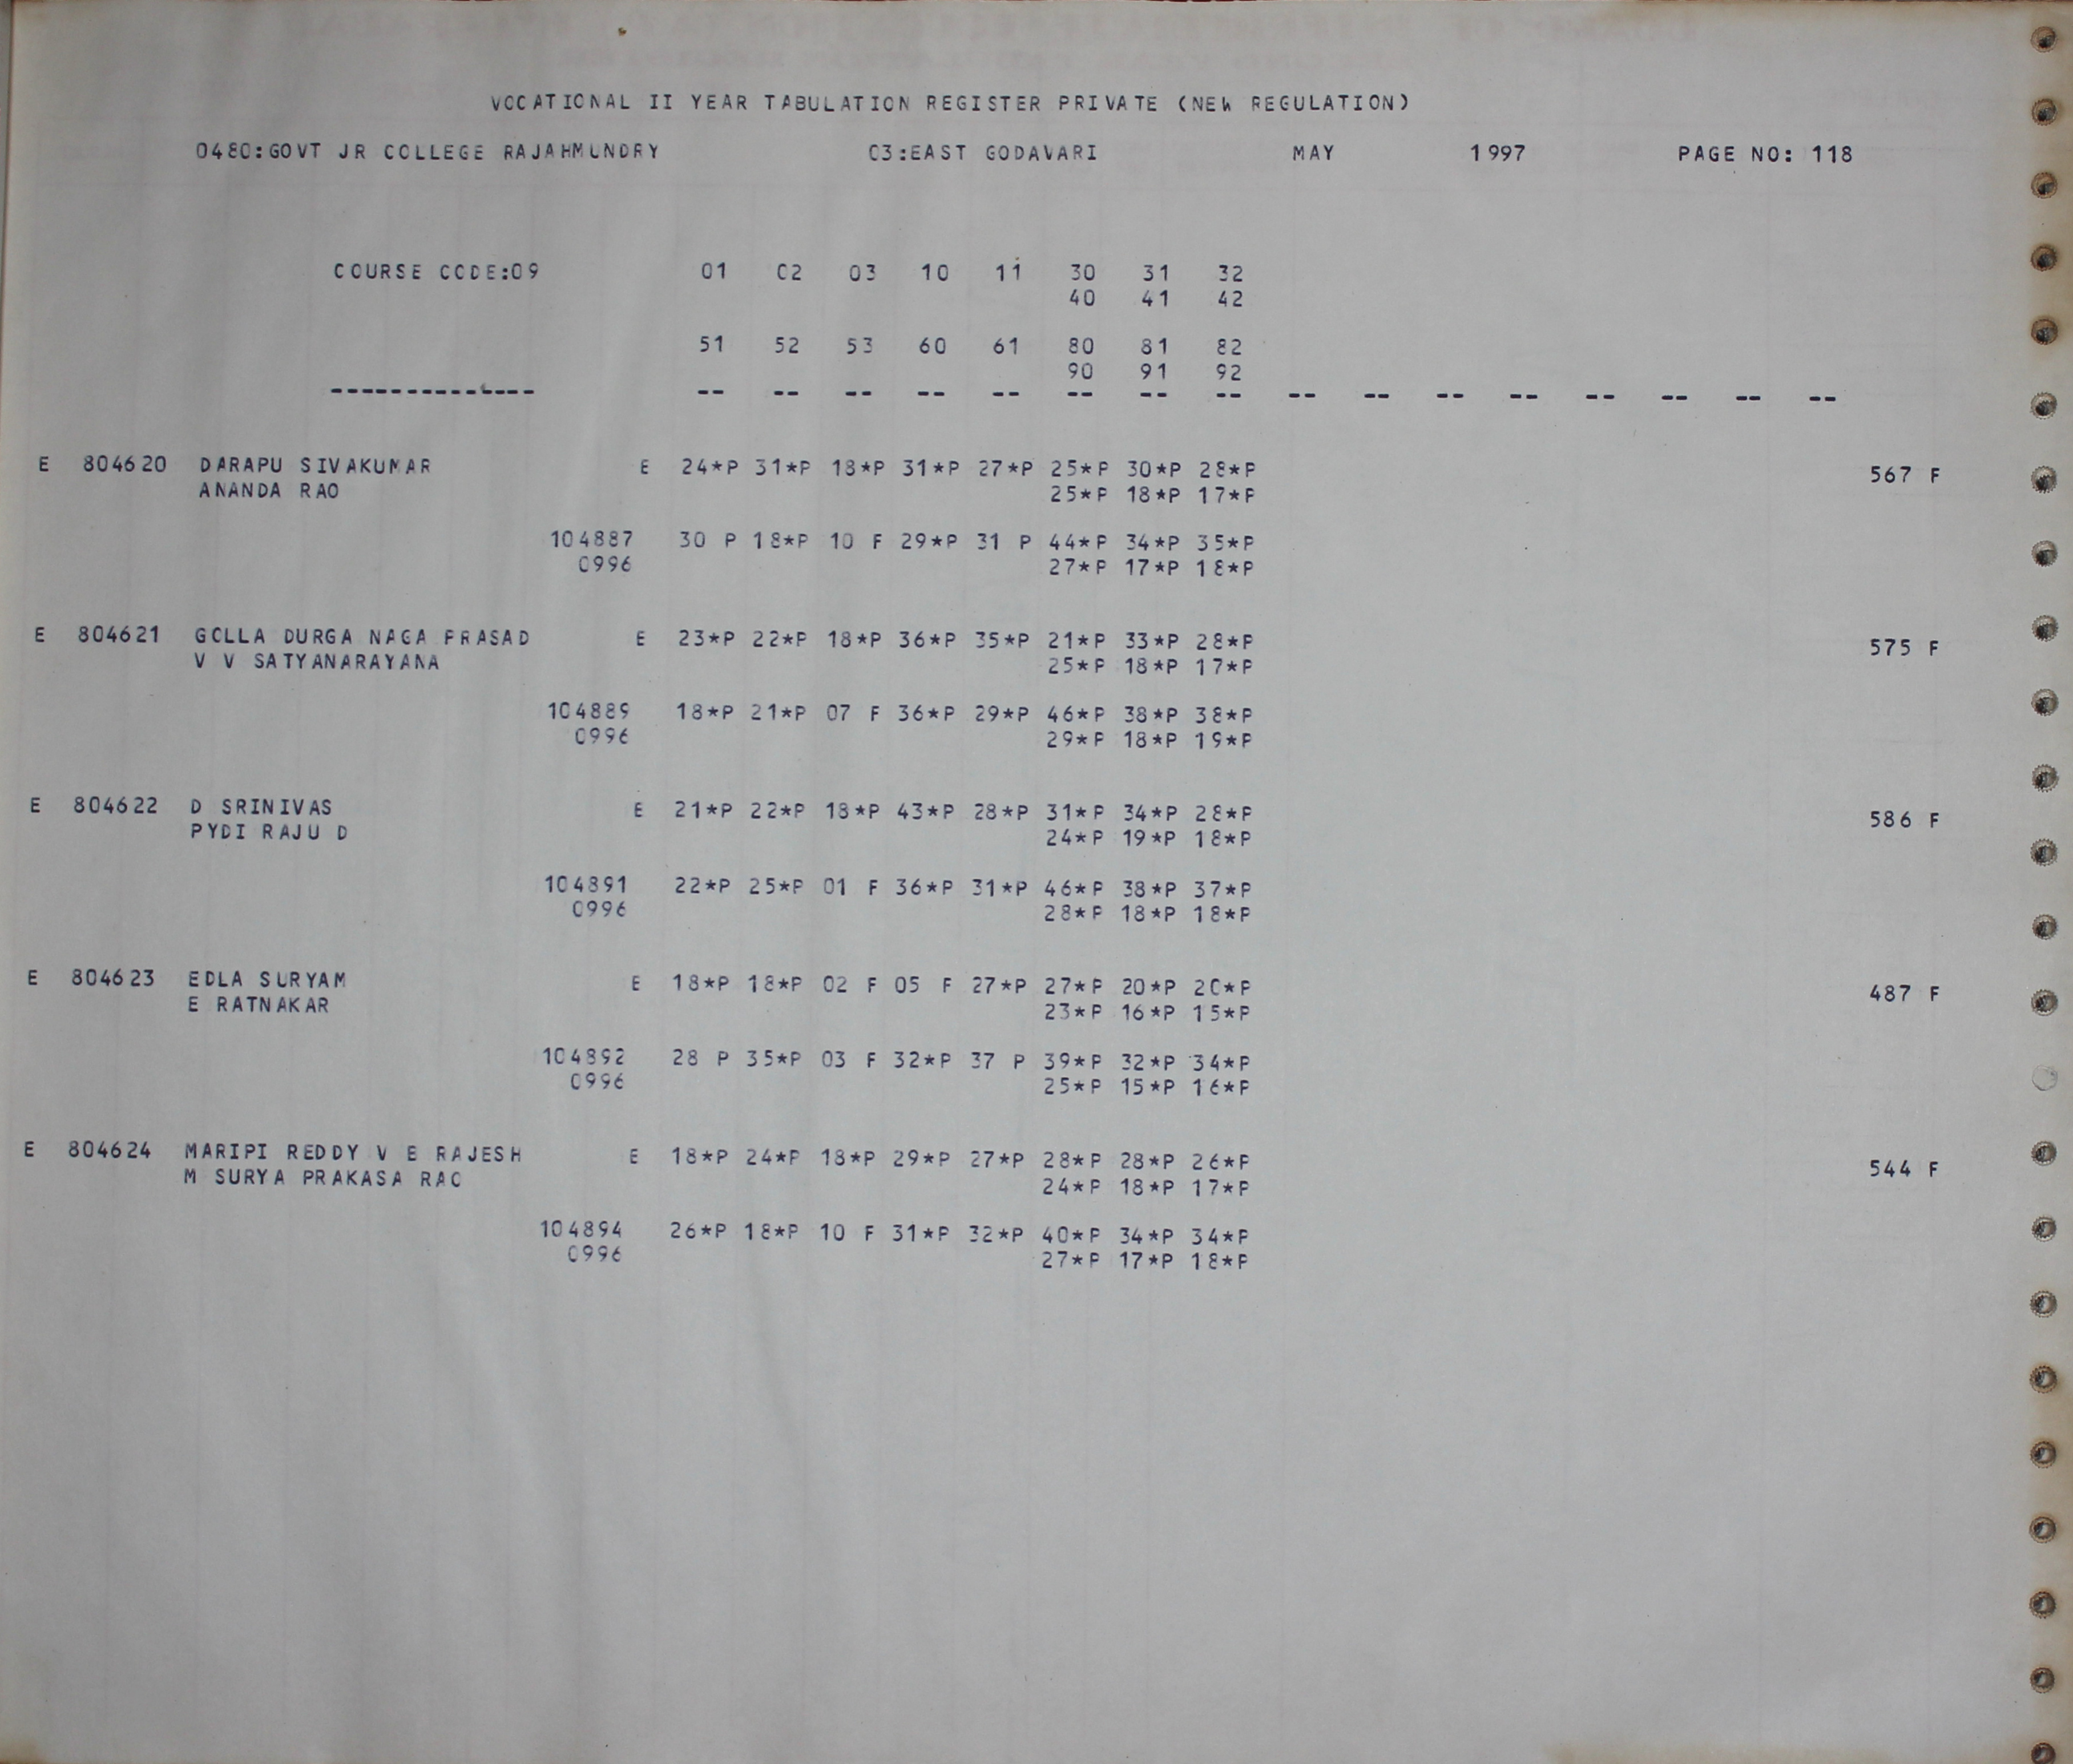 VOCATIONAL II YEAR TABULATION REGISTER PRIVATE (NEW REGULATION)
0480:GOVT JR COLLEGE RAJAHMUNDRY 03:EAST GODAVARI MAY 1997 PAGE NO: 118
COURSE CODE:09 01 02 03 10 11 30 31 32
40 41 42
51 52 53 60 61 80 81 82
90 91 92
-------------- -- -- -- -- -- -- -- -- -- -- -- -- -- -- -- --
E 804620 DARAPU SIVAKUMAR E 24*P 31*P 18*P 31*P 27*P 25*P 30*P 28*P 567 F
ANANDA RAO 25*P 18*P 17*P
104887 30 P 18*P 10 F 29*P 31 P 44*P 34*P 35*P
0996 27*P 17*P 18*P
E 804621 GOLLA DURGA NAGA PRASAD E 23*P 22*P 18*P 36*P 35*P 21*P 33*P 28*P 575 F
V V SATYANARAYANA 25*P 18*P 17*P
104889 18*P 21*P 07 F 36*P 29*P 46*P 38*P 38*P
0996 29*P 18*P 19*P
E 804622 D SRINIVAS E 21*P 22*P 18*P 43*P 28*P 31*P 34*P 28*P 586 F
PYDI RAJU D 24*P 19*P 18*P
104891 22*P 25*P 01 F 36*P 31*P 46*P 38*P 37*P
0996 28*P 18*P 18*P
E 804623 EDLA SURYAM E 18*P 18*P 02 F 05 F 27*P 27*P 20*P 20*P 487 F
E RATNAKAR 23*P 16*P 15*P
104892 28 P 35*P 03 F 32*P 37 P 39*P 32*P 34*P
0996 25*P 15*P 16*P
E 804624 MARIPI REDDY V E RAJESH E 18*P 24*P 18*P 29*P 27*P 28*P 28*P 26*P 544 F
M SURYA PRAKASA RAO 24*P 18*P 17*P
104894 26*P 18*P 10 F 31*P 32*P 40*P 34*P 34*P
0996 27*P 17*P 18*P